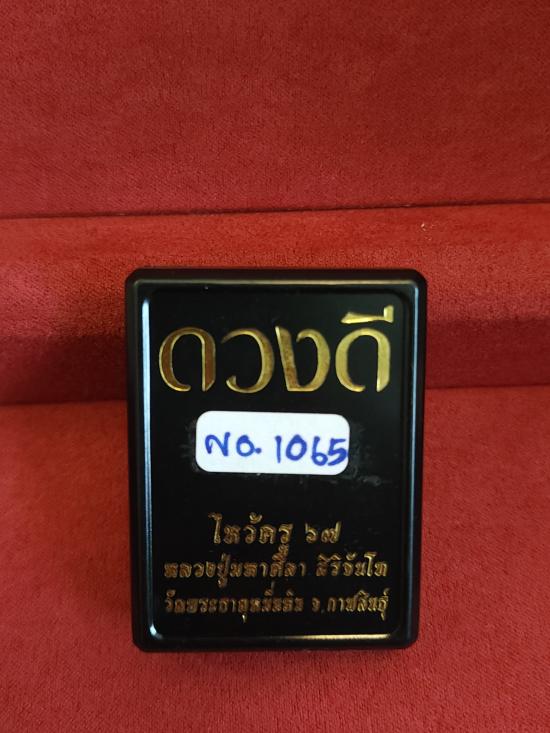 ดวงดี
NO. 1065
ไหว้ครู ๖๗
หลวงปู่มหาศิลา สิริจันโท
วัดพระธาตุหมื่นหิน จ.กาฬสินธุ์